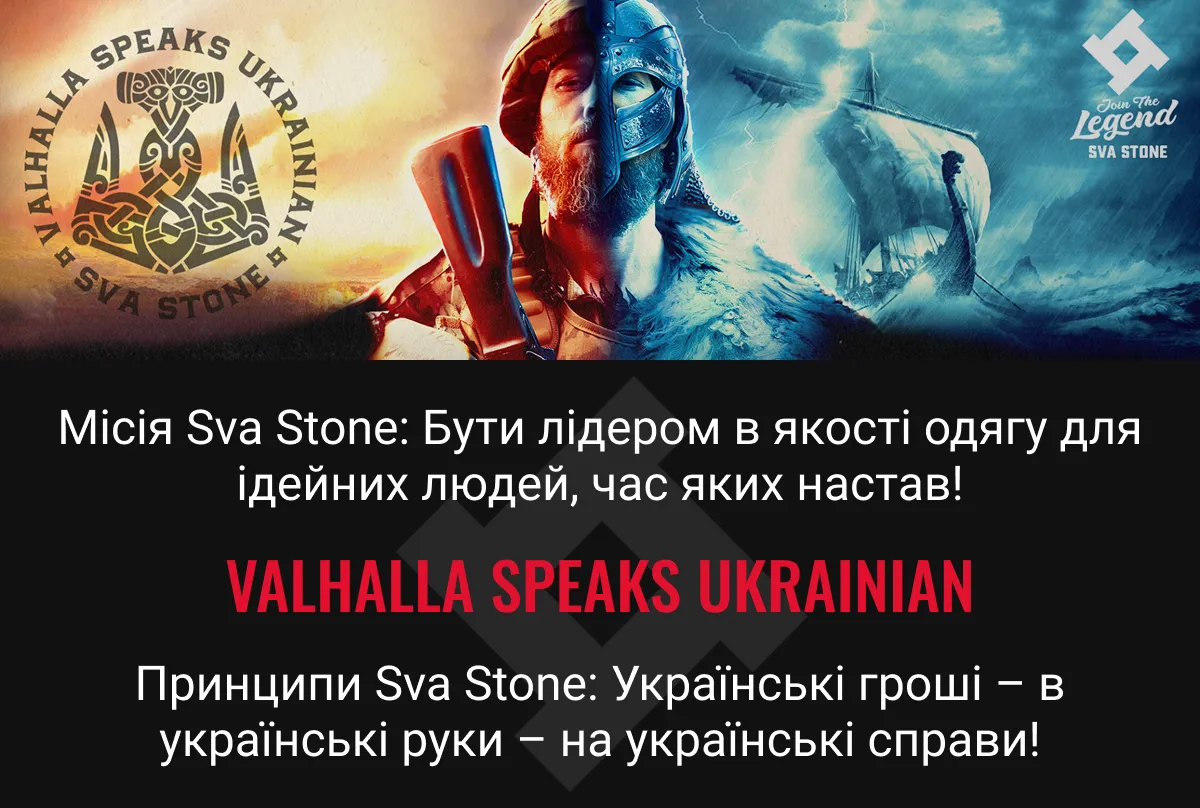 VALHALLA SPEAKS UKRAINIAN
SVA STONE
Join The
Legend
SVA STONE
Місія Sva Stone: Бути лідером в якості одягу для
ідейних людей, час яких настав!
VALHALLA SPEAKS UKRAINIAN
Принципи Sva Stone: Українські гроші – в
українські руки – на українські справи!